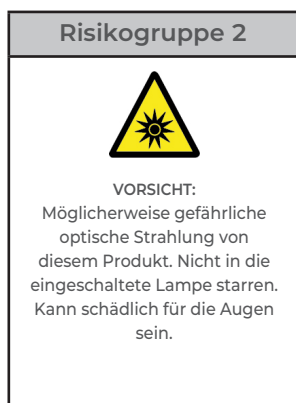 Risikogruppe 2
VORSICHT:
Möglicherweise gefährliche
optische Strahlung von
diesem Produkt. Nicht in die
eingeschaltete Lampe starren.
Kann schädlich für die Augen
sein.